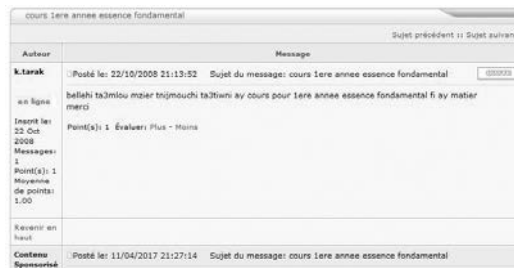 cours 1ere annee essence fondamental
Sujet précédent :: Sujet suivan
Auteur Message
k.tarak
Posté le: 22/10/2008 21:13:52 Sujet du message: cours 1ere annee essence fondamental
bellehi ta3mlou mzier tnijmouchi ta3tiwni ay cours pour 1ere annee essence fondamental fi ay matier
merci
en ligne
Point(s): 1 Évaluer: Plus - Moins
Inscrit le:
22 Oct
2008
Messages:
1
Point(s): 1
Moyenne
de points:
1.00
Revenir en
haut
Contenu
Sponsorisé
Posté le: 11/04/2017 21:27:14 Sujet du message: cours 1ere annee essence fondamental